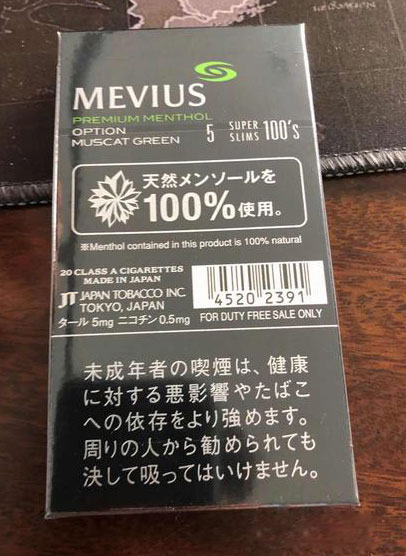 MEVIUS
PREMIUM MENTHOL
OPTION 5 SUPER SLIMS 100's
MUSCAT GREEN
天然メンソールを
100%使用。
※Menthol contained in this product is 100% natural
20 CLASS A CIGARETTES
MADE IN JAPAN
JT JAPAN TOBACCO INC
TOKYO, JAPAN
タール 5mg ニコチン 0.5mg
4520 2391
FOR DUTY FREE SALE ONLY
未成年者の喫煙は、健康
に対する悪影響やたばこ
への依存をより強めます。
周りの人から勧められても
決して吸ってはいけません。